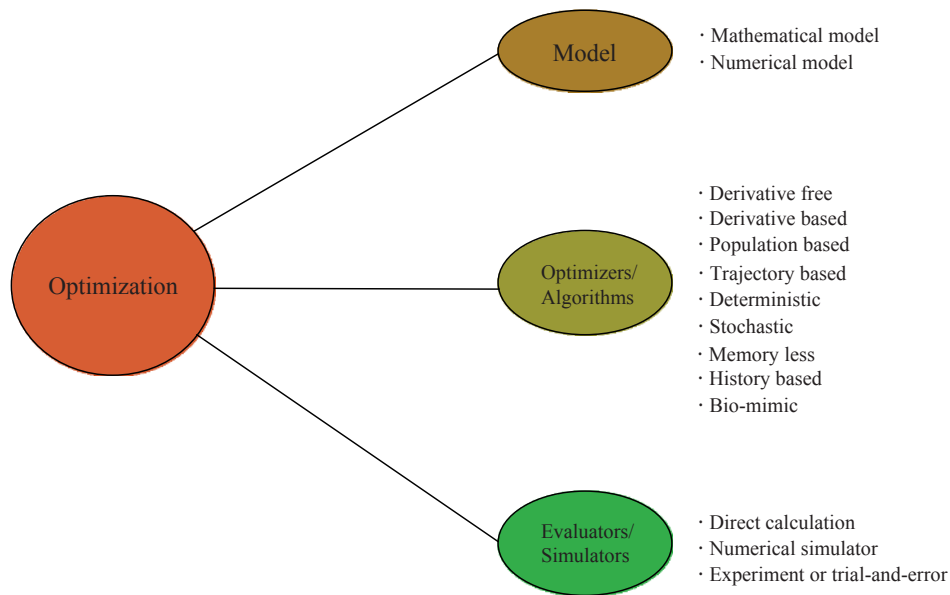 Model
· Mathematical model
· Numerical model
Optimization
Optimizers/
Algorithms
· Derivative free
· Derivative based
· Population based
· Trajectory based
· Deterministic
· Stochastic
· Memory less
· History based
· Bio-mimic
Evaluators/
Simulators
· Direct calculation
· Numerical simulator
· Experiment or trial-and-error